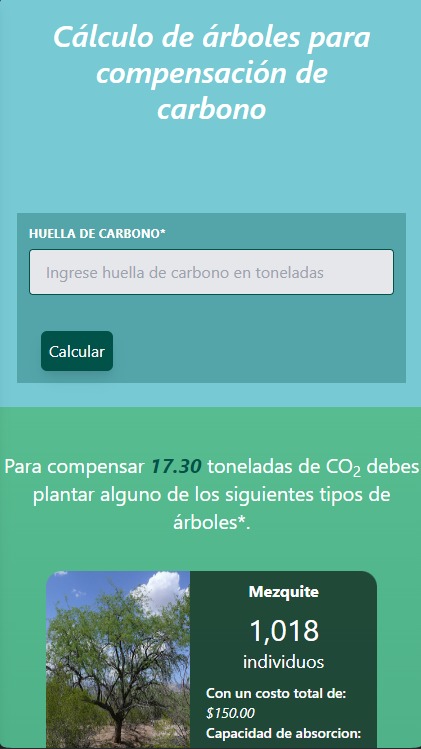 Cálculo de árboles para
compensación de
carbono
HUELLA DE CARBONO*
Ingrese huella de carbono en toneladas
Calcular
Para compensar 17.30 toneladas de CO₂ debes
plantar alguno de los siguientes tipos de
árboles*.
Mezquite
1,018
individuos
Con un costo total de:
$150.00
Capacidad de absorcion: